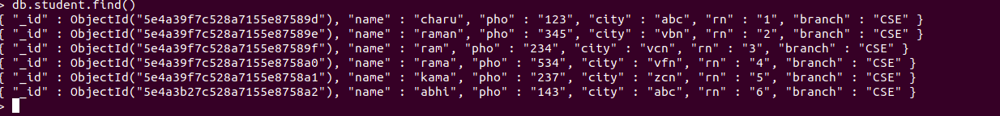 > db.student.find()
{ "_id" : ObjectId("5e4a39f7c528a7155e87589d"), "name" : "charu", "pho" : "123", "city" : "abc", "rn" : "1", "branch" : "CSE" }
{ "_id" : ObjectId("5e4a39f7c528a7155e87589e"), "name" : "raman", "pho" : "345", "city" : "vbn", "rn" : "2", "branch" : "CSE" }
{ "_id" : ObjectId("5e4a39f7c528a7155e87589f"), "name" : "ram", "pho" : "234", "city" : "vcn", "rn" : "3", "branch" : "CSE" }
{ "_id" : ObjectId("5e4a39f7c528a7155e8758a0"), "name" : "rama", "pho" : "534", "city" : "vfn", "rn" : "4", "branch" : "CSE" }
{ "_id" : ObjectId("5e4a39f7c528a7155e8758a1"), "name" : "kama", "pho" : "237", "city" : "zcn", "rn" : "5", "branch" : "CSE" }
{ "_id" : ObjectId("5e4a3b27c528a7155e8758a2"), "name" : "abhi", "pho" : "143", "city" : "abc", "rn" : "6", "branch" : "CSE" }
>